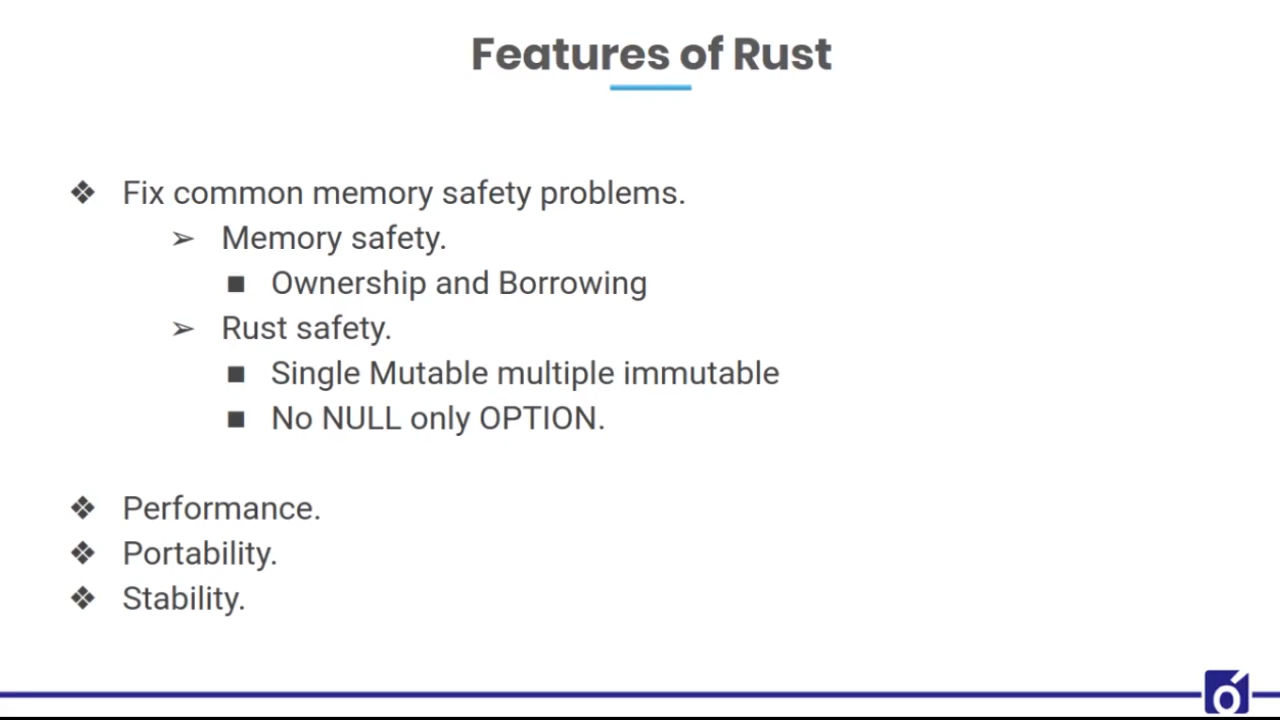 Features of Rust
❖ Fix common memory safety problems.
➢ Memory safety.
■ Ownership and Borrowing
➢ Rust safety.
■ Single Mutable multiple immutable
■ No NULL only OPTION.
❖ Performance.
❖ Portability.
❖ Stability.